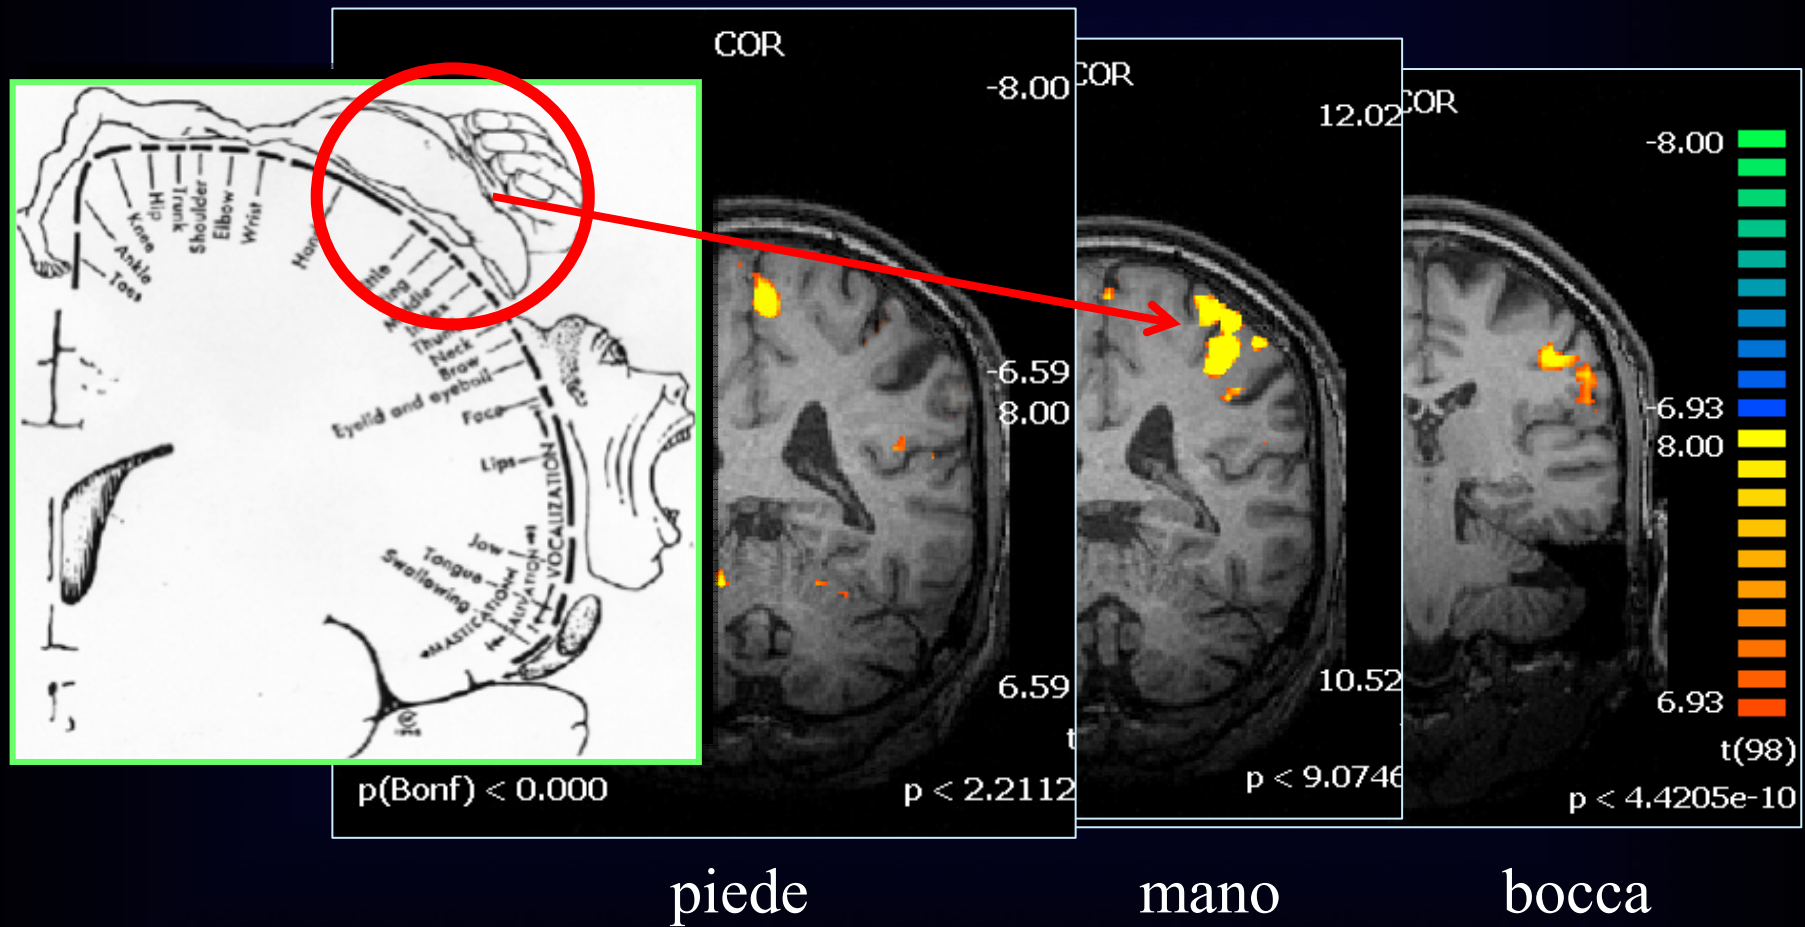 COR
-8.00
-6.59
8.00
6.59
t
p(Bonf) < 0.000
p < 2.2112
COR
12.02
10.52
p < 9.0746
COR
-8.00
-6.93
8.00
6.93
t(98)
p < 4.4205e-10
Toes
Ankle
Knee
Hip
Trunk
Shoulder
Elbow
Wrist
Neck
Brow
Eyelid and eyeball
Face
Lips
VOCALIZATION
Jaw
Tongue
Swallowing
SALIVATION
MASTICATION
piede
mano
bocca